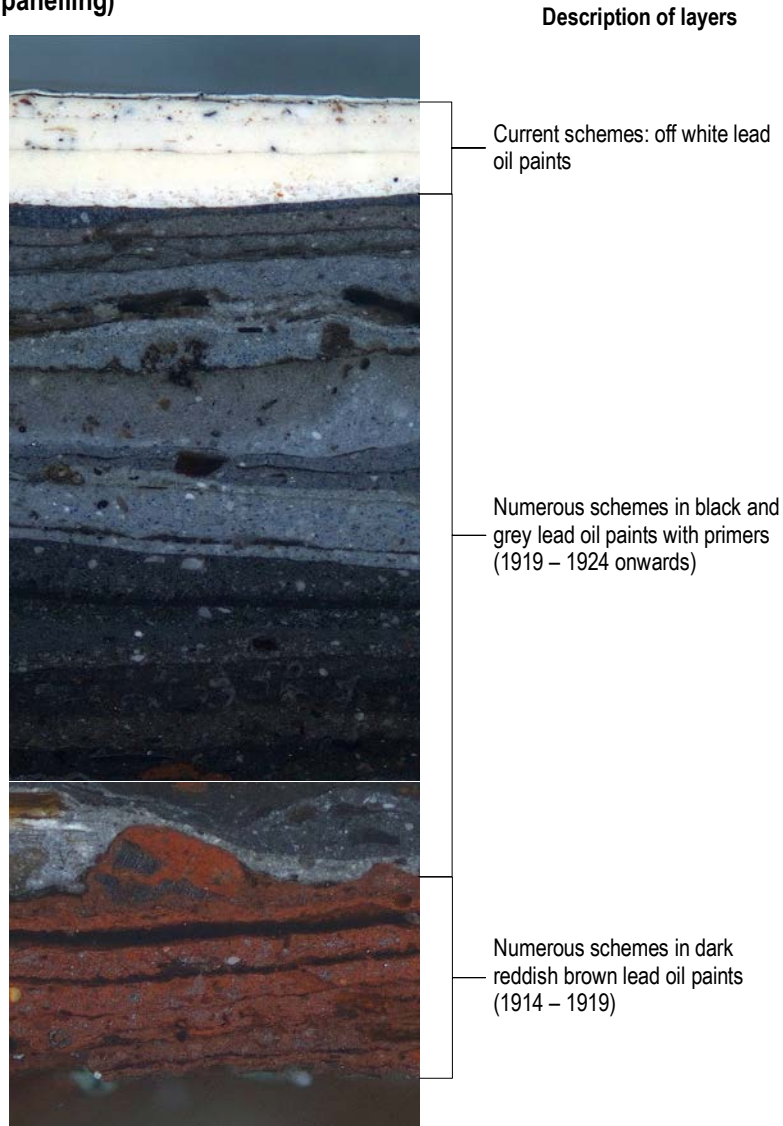 panelling)
Description of layers
Current schemes: off white lead
oil paints
Numerous schemes in black and
grey lead oil paints with primers
(1919 – 1924 onwards)
Numerous schemes in dark
reddish brown lead oil paints
(1914 – 1919)